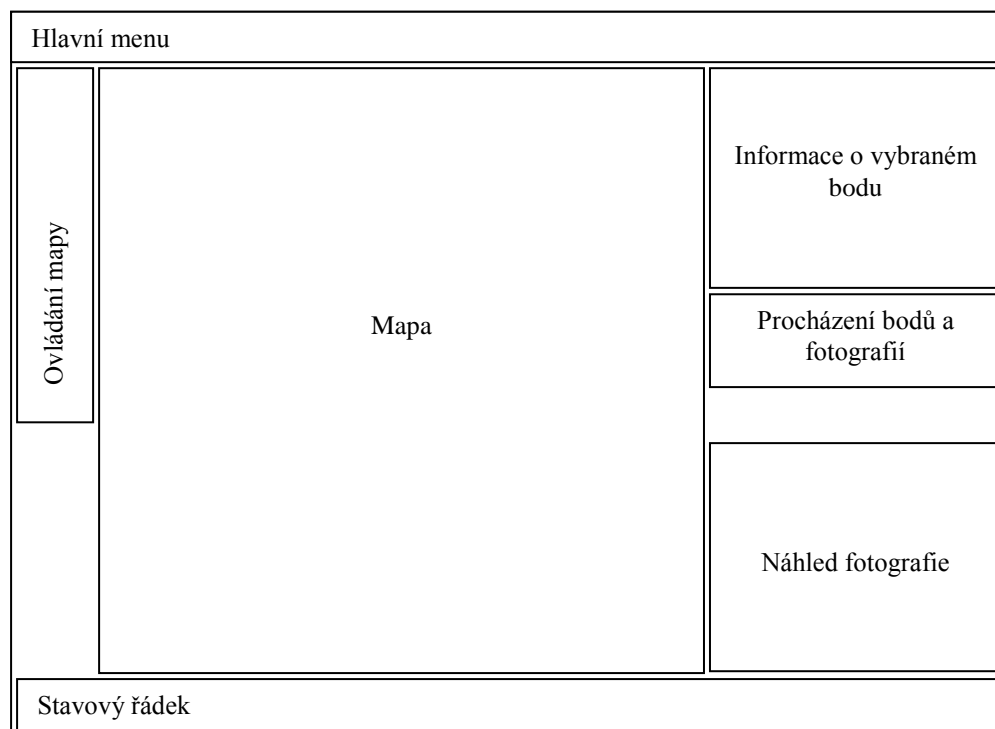 Hlavní menu
Ovládání mapy
Mapa
Informace o vybraném
bodu
Procházení bodů a
fotografií
Náhled fotografie
Stavový řádek